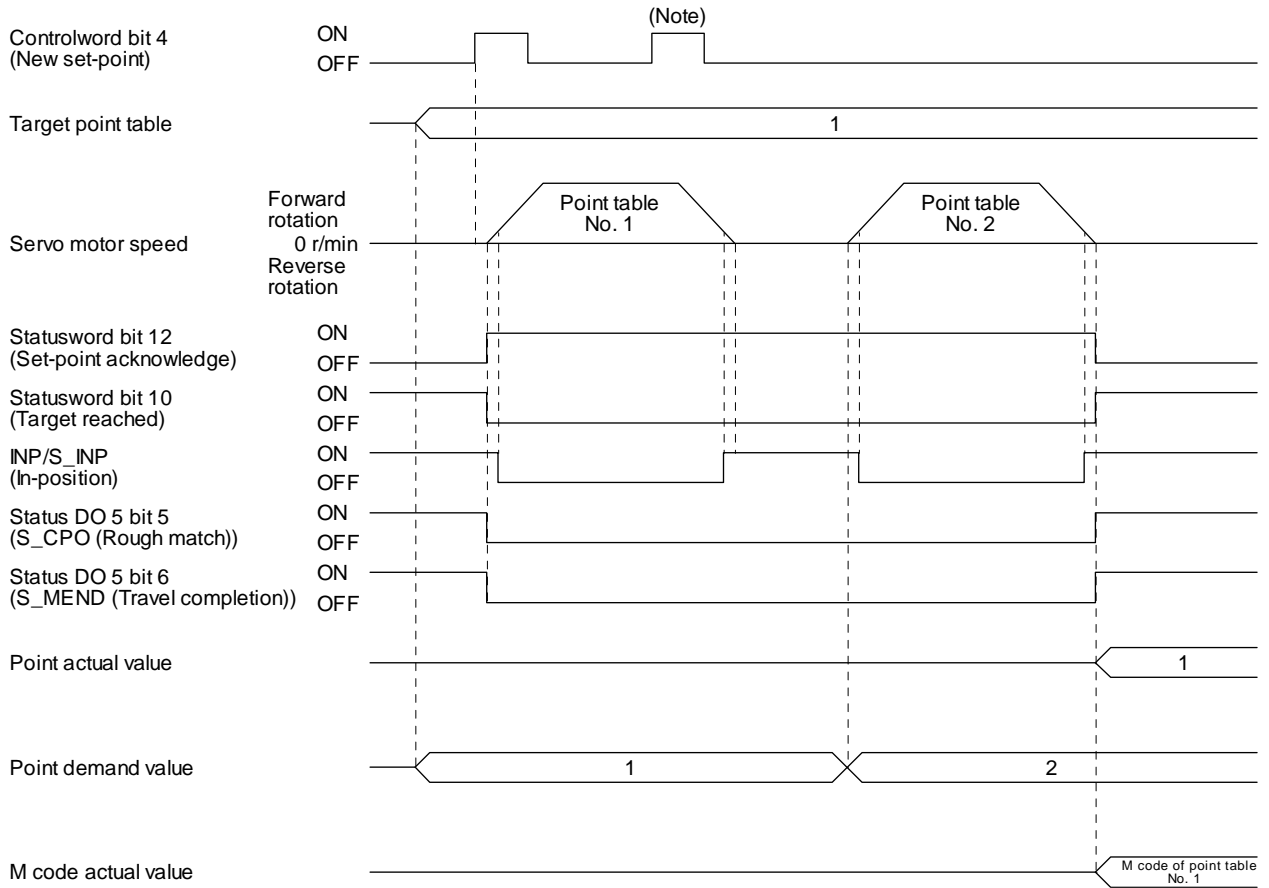 (Note)
Controlword bit 4
(New set-point)
ON
OFF
Target point table
1
Servo motor speed
Forward
rotation
0 r/min
Reverse
rotation
Point table
No. 1
Point table
No. 2
Statusword bit 12
(Set-point acknowledge)
ON
OFF
Statusword bit 10
(Target reached)
ON
OFF
INP/S_INP
(In-position)
ON
OFF
Status DO 5 bit 5
(S_CPO (Rough match))
ON
OFF
Status DO 5 bit 6
(S_MEND (Travel completion))
ON
OFF
Point actual value
1
Point demand value
1
2
M code actual value
M code of point table
No. 1